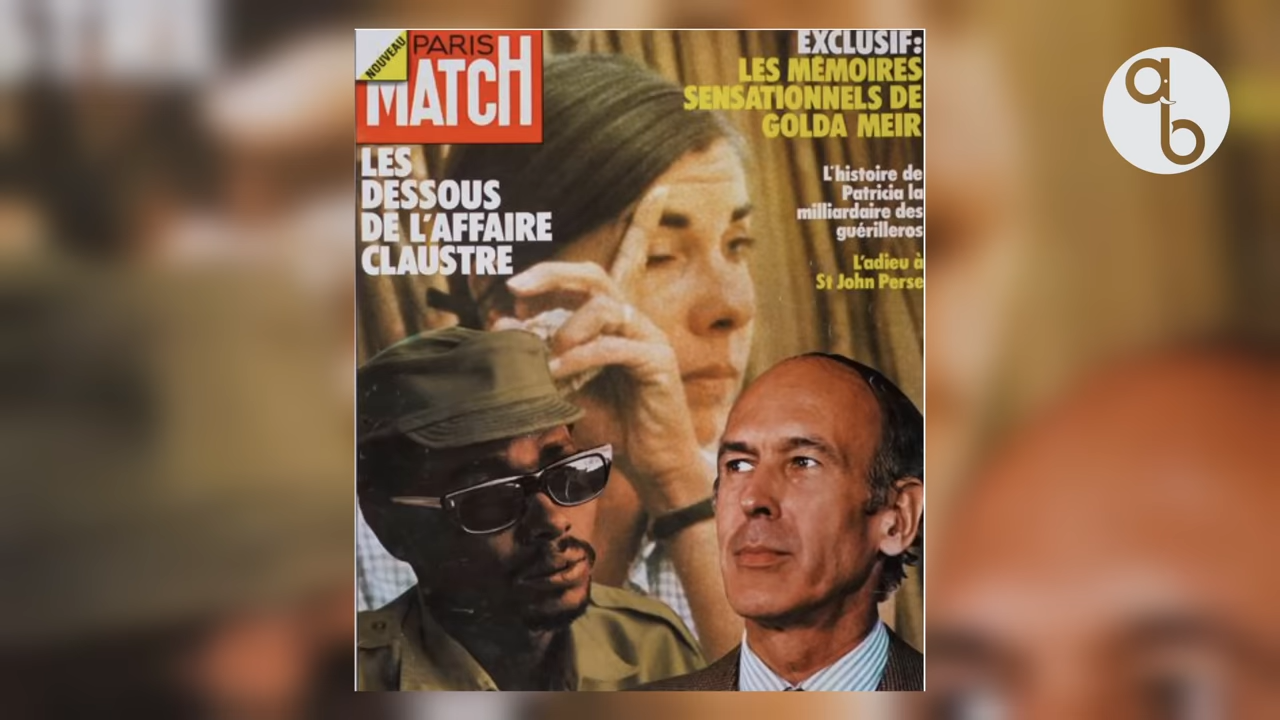 NOUVEAU
PARIS
MATCH
LES
DESSOUS
DE L'AFFAIRE
CLAUSTRE
EXCLUSIF:
LES MÉMOIRES
SENSATIONNELS DE
GOLDA MEIR
L'histoire de
Patricia la
milliardaire des
guérilleros
L'adieu à
St John Perse
ab